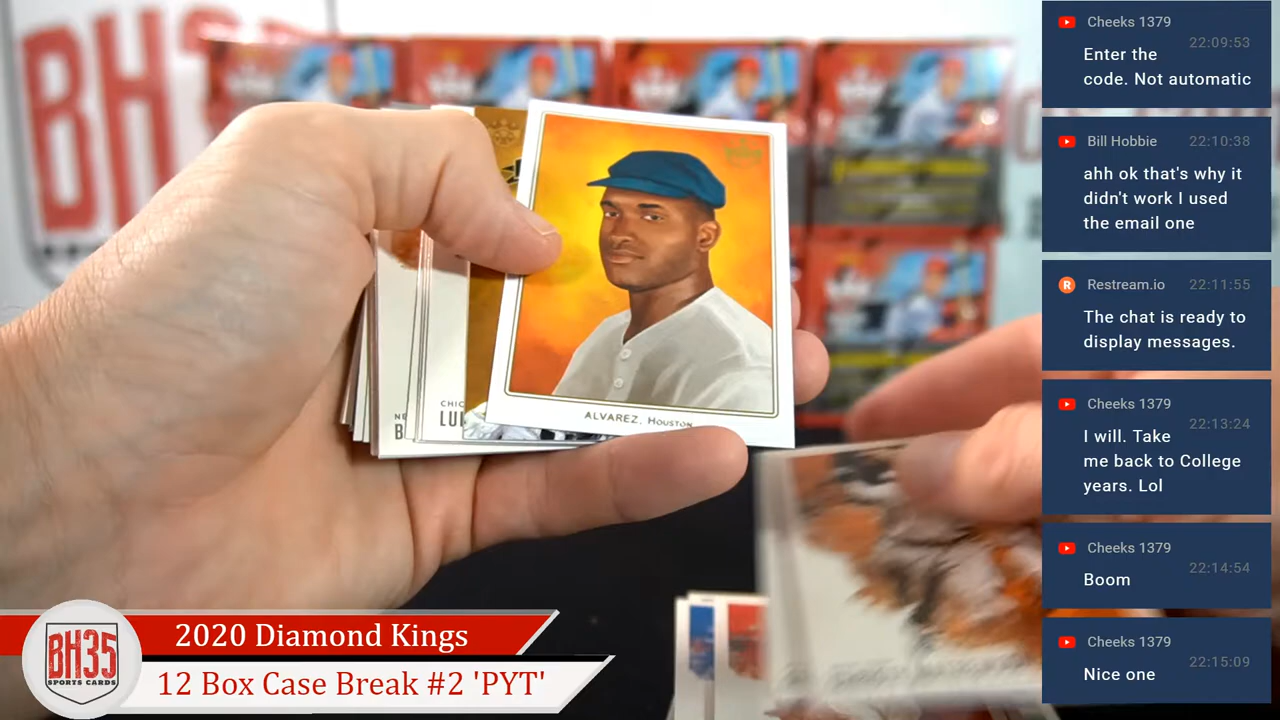 BH35
ALVAREZ, Houston
CHIC
LU
NE
B
2020 Diamond Kings
12 Box Case Break #2 'PYT'
BH35
SPORTS CARDS
Cheeks 1379
22:09:53
Enter the
code. Not automatic
Bill Hobbie
22:10:38
ahh ok that's why it
didn't work I used
the email one
Restream.io
22:11:55
The chat is ready to
display messages.
Cheeks 1379
22:13:24
I will. Take
me back to College
years. Lol
Cheeks 1379
22:14:54
Boom
Cheeks 1379
22:15:09
Nice one